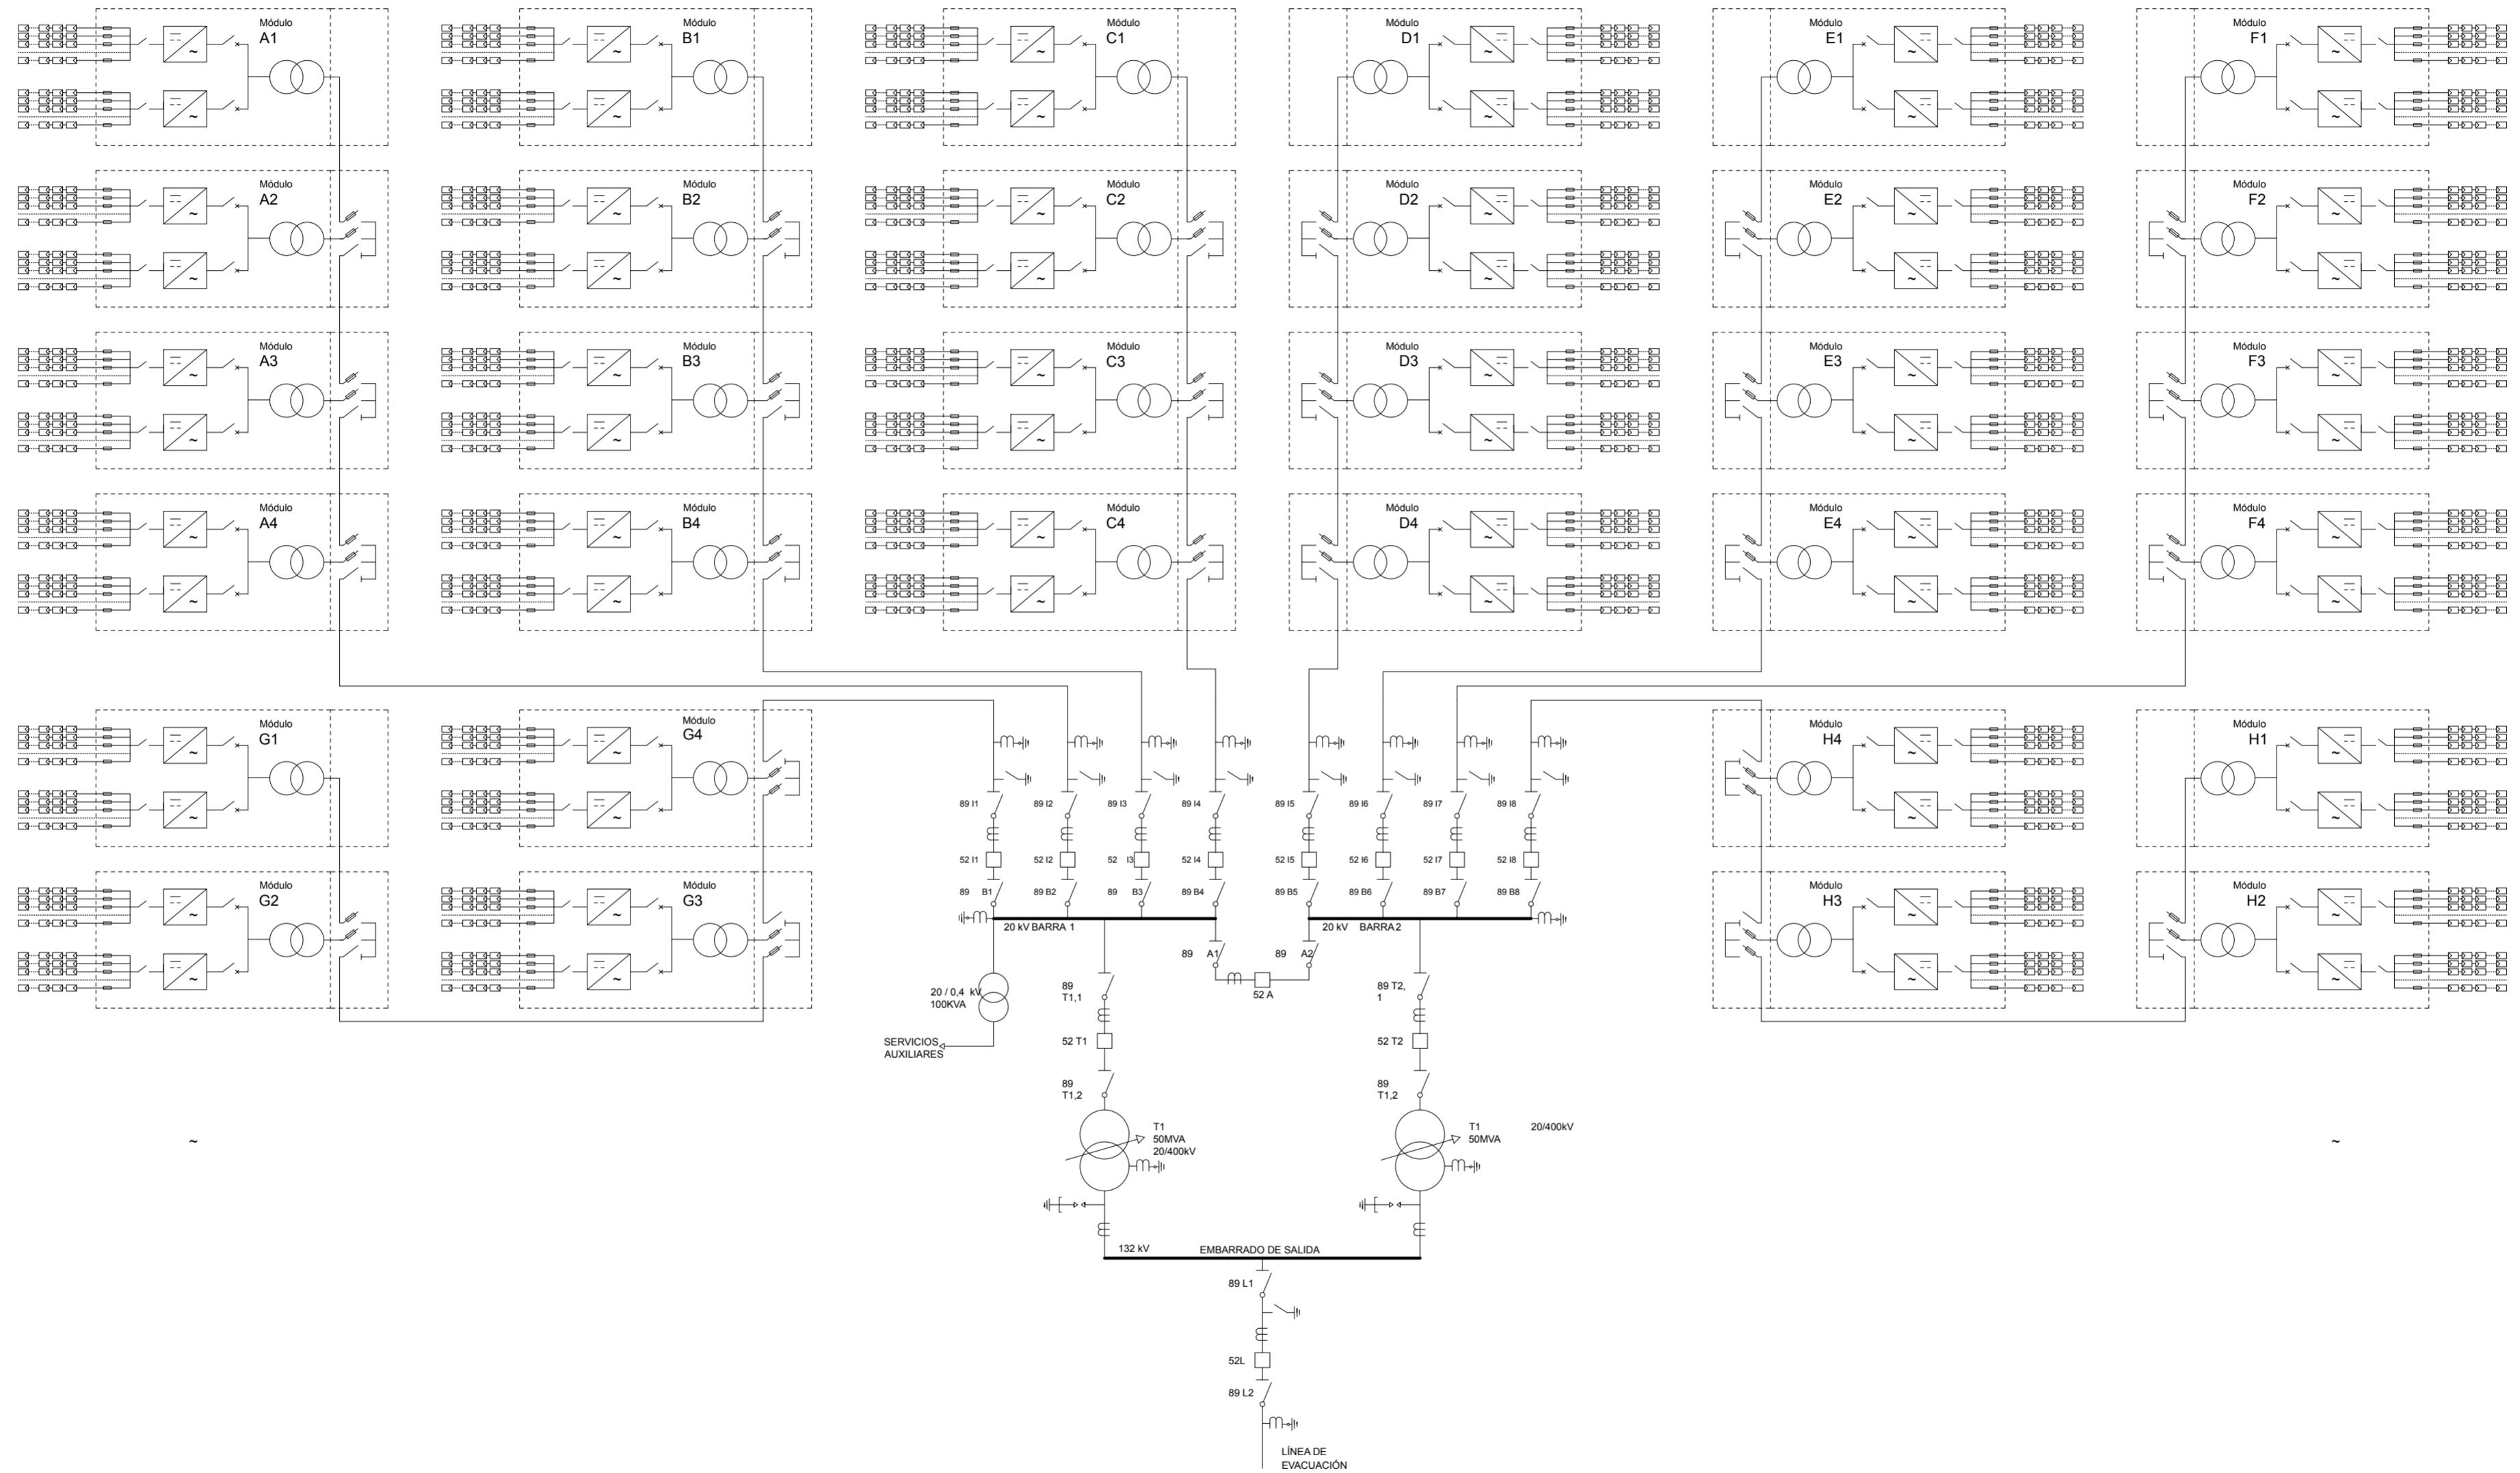 Módulo
A1
Módulo
B1
Módulo
C1
Módulo
D1
Módulo
E1
Módulo
F1
Módulo
A2
Módulo
B2
Módulo
C2
Módulo
D2
Módulo
E2
Módulo
F2
Módulo
A3
Módulo
B3
Módulo
C3
Módulo
D3
Módulo
E3
Módulo
F3
Módulo
A4
Módulo
B4
Módulo
C4
Módulo
D4
Módulo
E4
Módulo
F4
Módulo
G1
Módulo
G4
Módulo
H4
Módulo
H1
89 I1
89 I2
89 I3
89 I4
89 I5
89 I6
89 I7
89 I8
52 I1
52 I2
52 I3
52 I4
52 I5
52 I6
52 I7
52 I8
Módulo
G2
Módulo
G3
89 B1
89 B2
89 B3
89 B4
89 B5
89 B6
89 B7
89 B8
Módulo
H3
Módulo
H2
20 kV BARRA 1
20 kV BARRA 2
89 A1
89 A2
52 A
20 / 0,4 kV
100KVA
89
T1,1
89 T2,
1
SERVICIOS
AUXILIARES
52 T1
52 T2
89
T1,2
89
T1,2
T1
50MVA
20/400kV
T1
50MVA
20/400kV
132 kV
EMBARRADO DE SALIDA
89 L1
52L
89 L2
LÍNEA DE
EVACUACIÓN